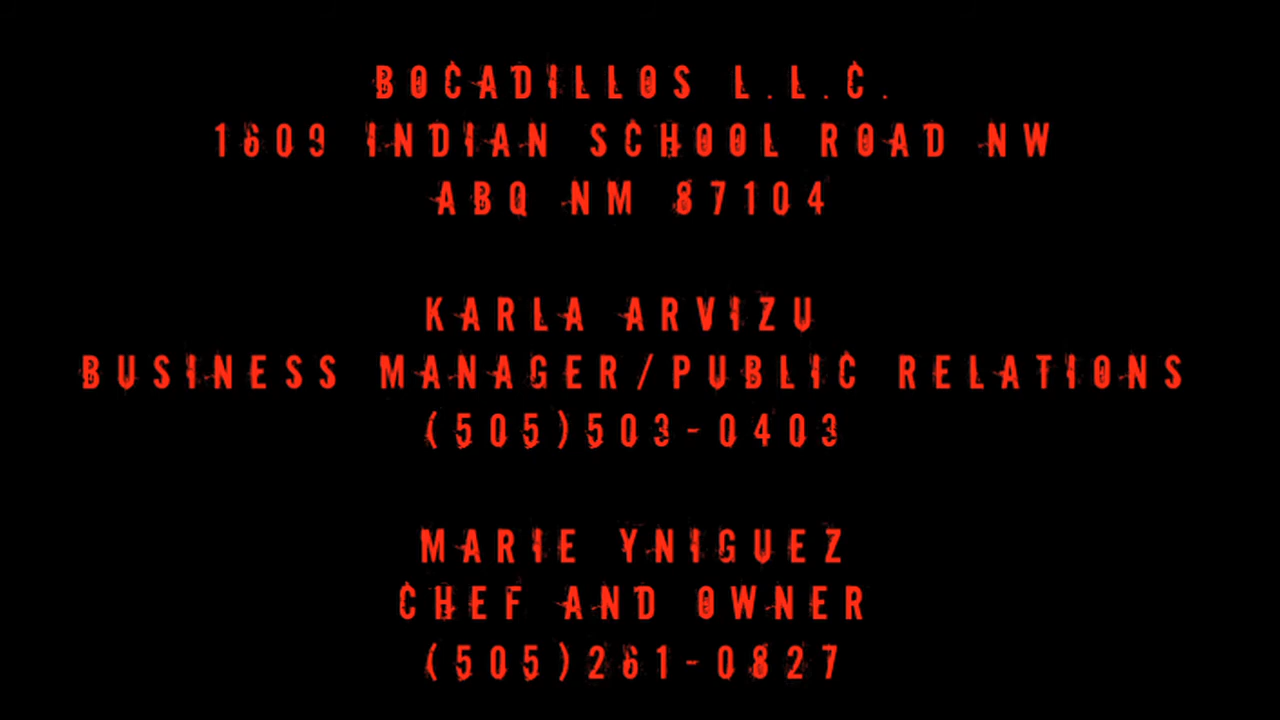 BOCADILLOS L.L.C.
1609 INDIAN SCHOOL ROAD NW
ABQ NM 87104
KARLA ARVIZU
BUSINESS MANAGER/PUBLIC RELATIONS
(505)503-0403
MARIE YNIGUEZ
CHEF AND OWNER
(505)261-0827